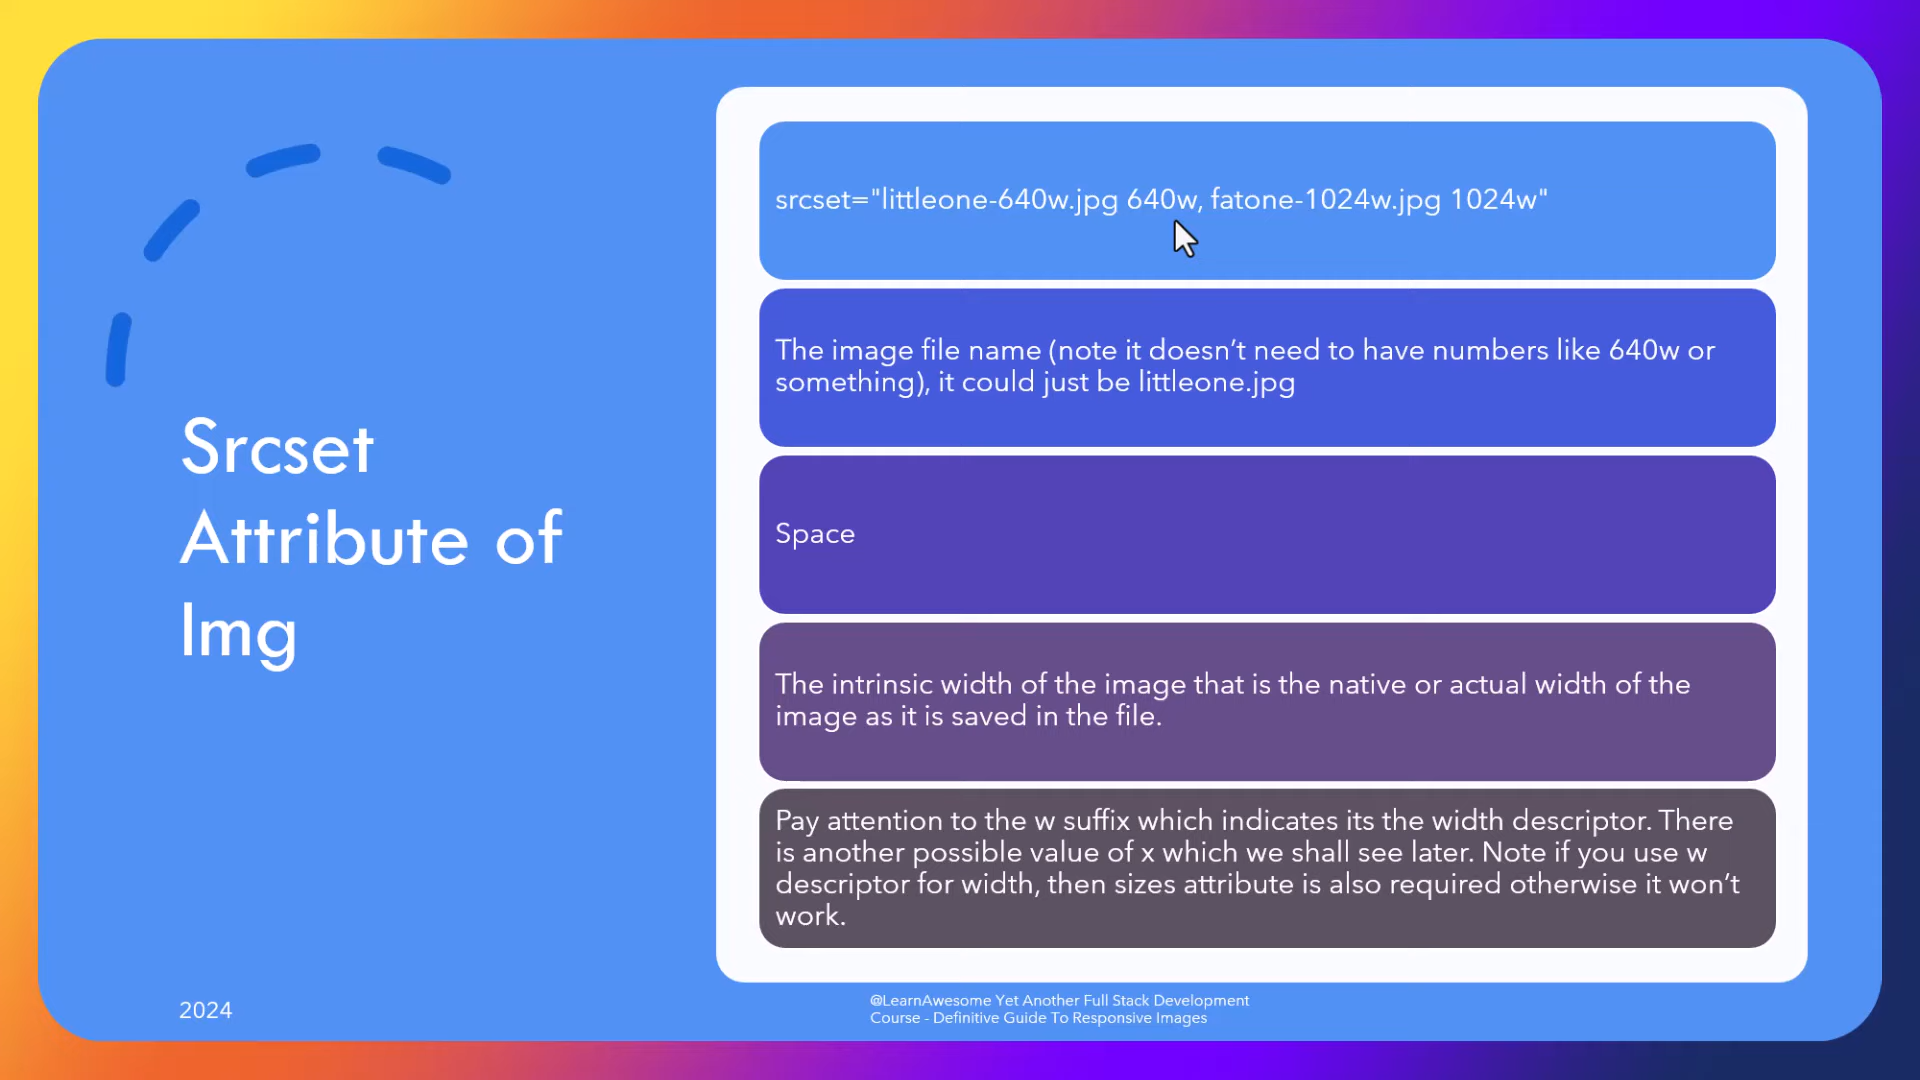 Srcset
Attribute of
Img
srcset="littleone-640w.jpg 640w, fatone-1024w.jpg 1024w"
The image file name (note it doesn’t need to have numbers like 640w or
something), it could just be littleone.jpg
Space
The intrinsic width of the image that is the native or actual width of the
image as it is saved in the file.
Pay attention to the w suffix which indicates its the width descriptor. There
is another possible value of x which we shall see later. Note if you use w
descriptor for width, then sizes attribute is also required otherwise it won’t
work.
2024
@LearnAwesome Yet Another Full Stack Development
Course - Definitive Guide To Responsive Images